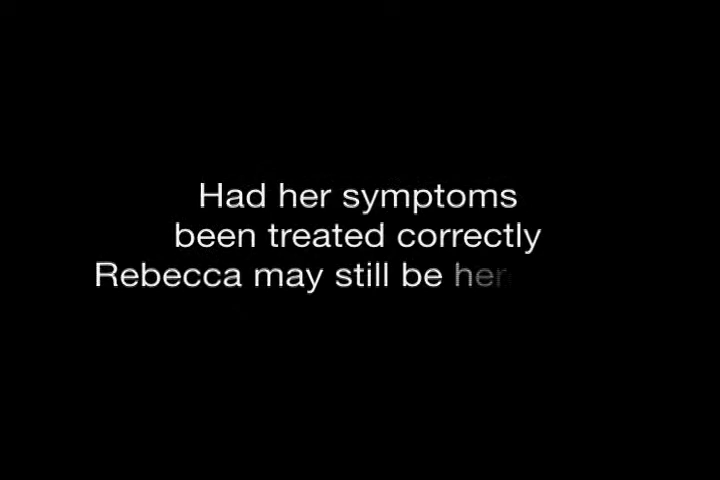 Had her symptoms
been treated correctly
Rebecca may still be her